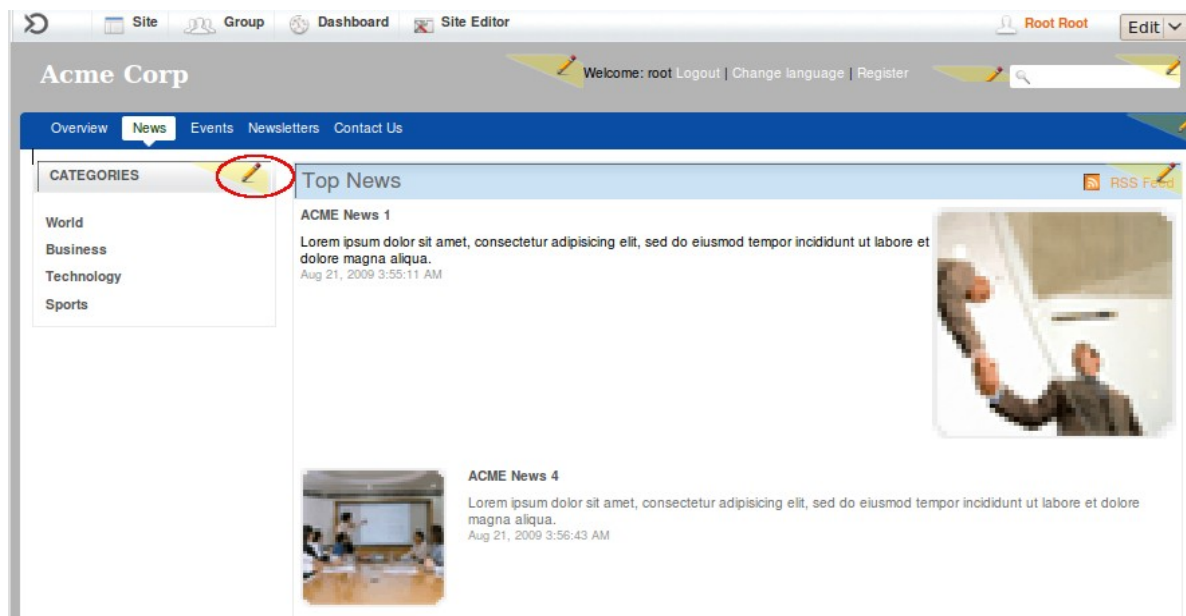 Site Group Dashboard Site Editor Root Root Edit
Acme Corp
Welcome: root Logout | Change language | Register
Overview News Events Newsletters Contact Us
CATEGORIES
World
Business
Technology
Sports
Top News
RSS Feed
ACME News 1
Lorem ipsum dolor sit amet, consectetur adipisicing elit, sed do eiusmod tempor incididunt ut labore et
dolore magna aliqua.
Aug 21, 2009 3:55:11 AM
ACME News 4
Lorem ipsum dolor sit amet, consectetur adipisicing elit, sed do eiusmod tempor incididunt ut labore et dolore
magna aliqua.
Aug 21, 2009 3:56:43 AM